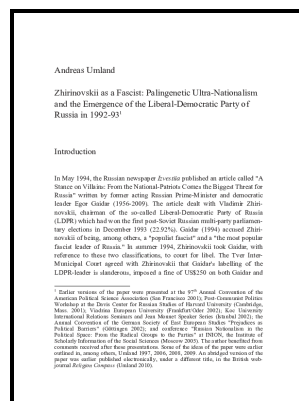 Andreas Umland
Zhirinovskii as a Fascist: Palingenetic Ultra-Nationalism
and the Emergence of the Liberal-Democratic Party of
Russia in 1992-93¹
Introduction
In May 1994, the Russian newspaper Izvestia published an article called "A
Stance on Villains: From the National-Patriots Comes the Biggest Threat for
Russia" written by former acting Russian Prime-Minister and democratic
leader Egor Gaidar (1956-2009). The article dealt with Vladimir Zhiri-
novskii, chairman of the so-called Liberal-Democratic Party of Russia
(LDPR) which had won the first post-Soviet Russian multi-party parliamen-
tary elections in December 1993 (22.92%). Gaidar (1994) accused Zhiri-
novskii of being, among others, a "populist fascist" and a "the most popular
fascist leader of Russia." In summer 1994, Zhirinovskii took Gaidar, with
reference to these two classifications, to court for libel. The Tver Inter-
Municipal Court agreed with Zhirinovskii that Gaidar's labelling of the
LDPR-leader is slanderous, imposed a fine of US$250 on both Gaidar and
¹ Earlier versions of the paper were presented at the 97th Annual Convention of the
American Political Science Association (San Francisco 2001); Post-Communist Politics
Workshop at the Davis Center for Russian Studies of Harvard University (Cambridge,
Mass. 2001); Viadrina European University (Frankfurt/Oder 2002); Koc University
International Relations Seminars and Jean Monnet Speaker Series (Istanbul 2002); the
Annual Convention of the German Society of East European Studies "Prejudices as
Political Barriers" (Göttingen 2002); and conference "Russian Nationalism in the
Political Space: From the Radical Groups to the Parties" at INION, the Institute of
Scholarly Information of the Social Sciences (Moscow 2005). The author benefited from
comments received after these presentations. Some of the ideas of the paper were earlier
outlined in, among others, Umland 1997, 2006, 2008, 2009. An abridged version of the
paper was earlier published electronically, under a different title, in the British web-
journal Religion Compass (Umland 2010).